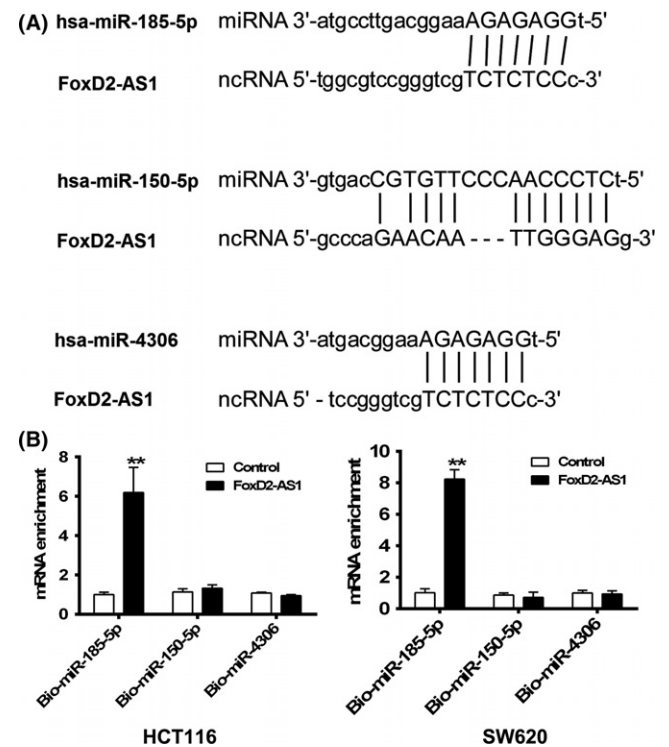 (A) hsa-miR-185-5p miRNA 3'-atgccttgacggaaAGAGAGGt-5'
FoxD2-AS1 ncRNA 5'-tggcgtccgggtcgTCTCTCCc-3'
hsa-miR-150-5p miRNA 3'-gtgacCGTGTTCCCAACCCTCt-5'
FoxD2-AS1 ncRNA 5'-gcccaGAACAA - - - TTGGGAGg-3'
hsa-miR-4306 miRNA 3'-atgacggaaAGAGAGGt-5'
FoxD2-AS1 ncRNA 5' - tccgggtcgTCTCTCCc-3'
(B)
mRNA enrichment
8
6
4
2
0
**
Control
FoxD2-AS1
Bio-miR-185-5p
Bio-miR-150-5p
Bio-miR-4306
HCT116
mRNA enrichment
10
8
6
4
2
0
**
Control
FoxD2-AS1
Bio-miR-185-5p
Bio-miR-150-5p
Bio-miR-4306
SW620